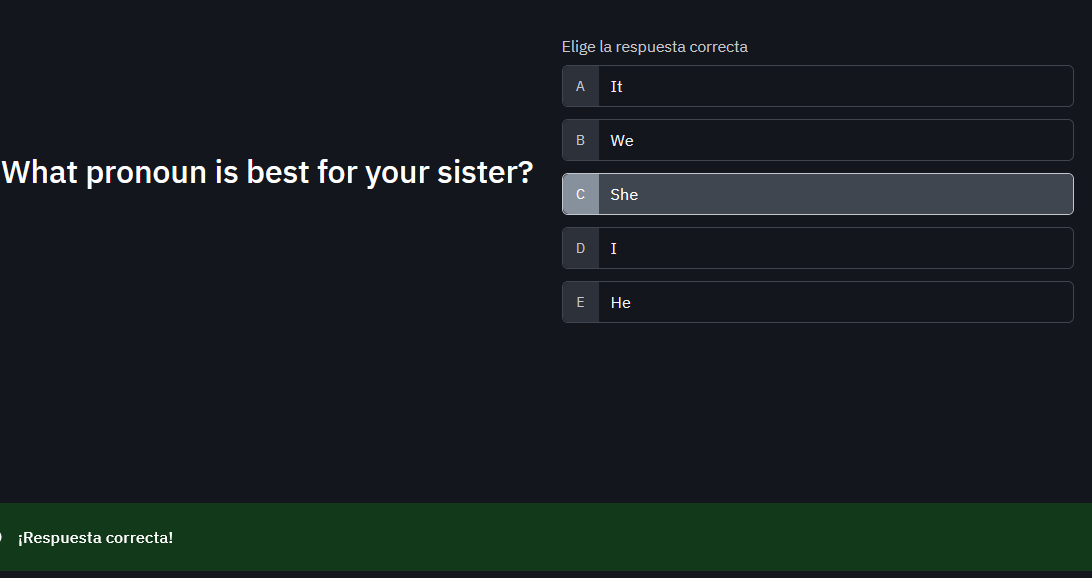 What pronoun is best for your sister?
Elige la respuesta correcta
A It
B We
C She
D I
E He
¡Respuesta correcta!